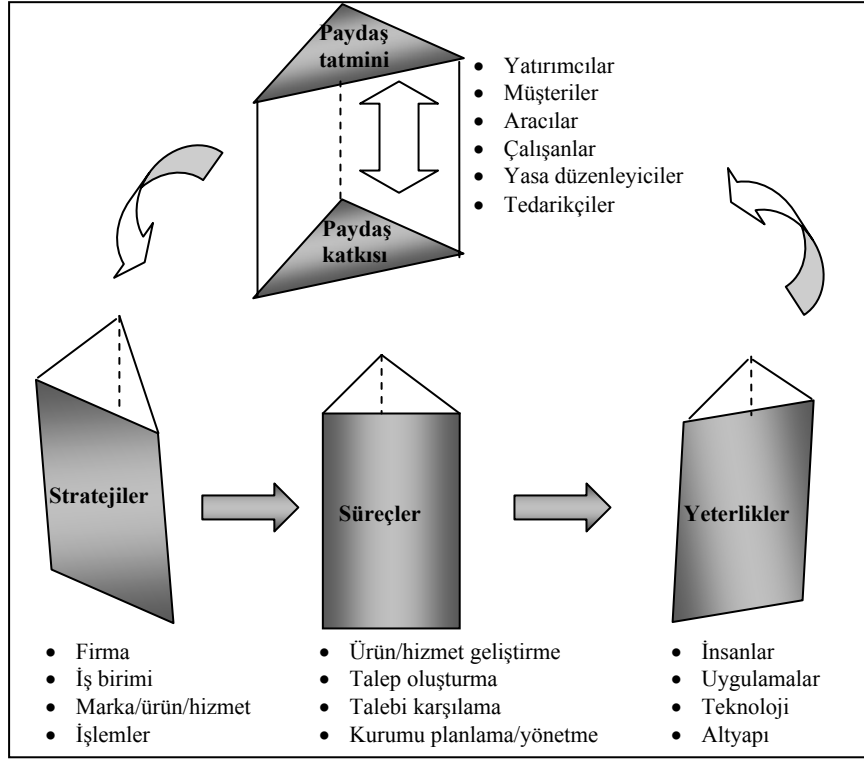 Paydaş
tatmini
• Yatırımcılar
• Müşteriler
• Aracılar
• Çalışanlar
• Yasa düzenleyiciler
• Tedarikçiler
Paydaş
katkısı
Stratejiler
Süreçler
Yeterlikler
• Firma
• İş birimi
• Marka/ürün/hizmet
• İşlemler
• Ürün/hizmet geliştirme
• Talep oluşturma
• Talebi karşılama
• Kurumu planlama/yönetme
• İnsanlar
• Uygulamalar
• Teknoloji
• Altyapı